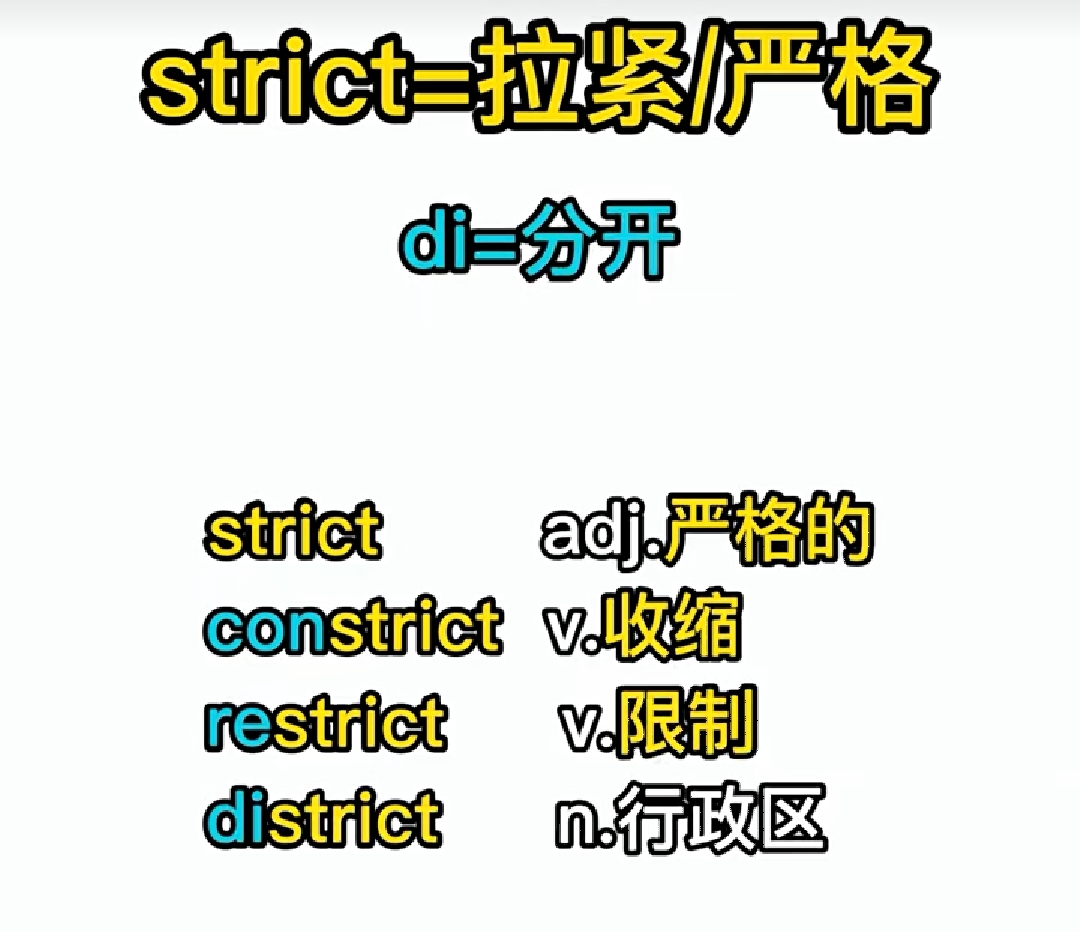 strict=拉紧/严格
di=分开
strict adj.严格的
constrict v.收缩
restrict v.限制
district n.行政区